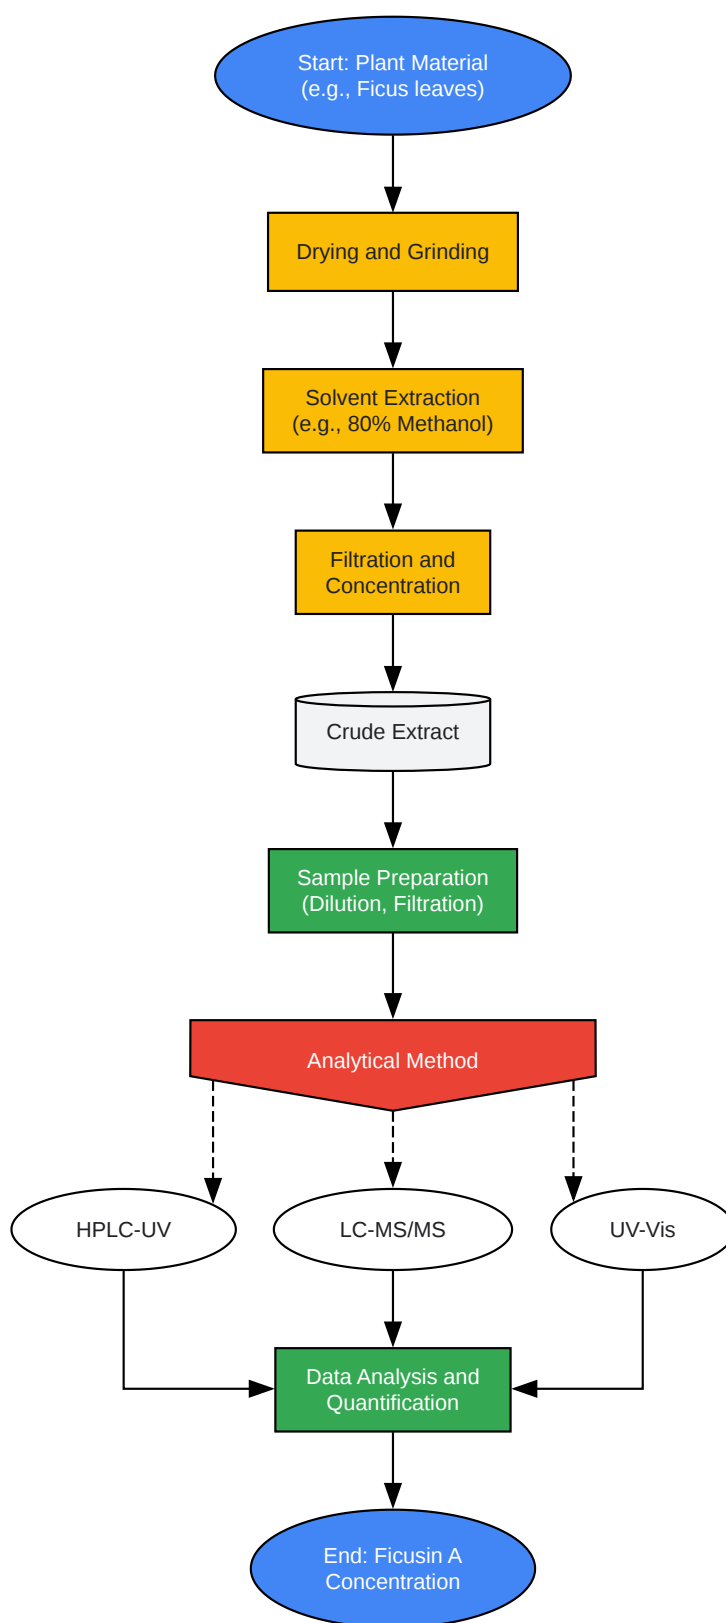 Start: Plant Material
(e.g., Ficus leaves)
Drying and Grinding
Solvent Extraction
(e.g., 80% Methanol)
Filtration and
Concentration
Crude Extract
Sample Preparation
(Dilution, Filtration)
Analytical Method
HPLC-UV
LC-MS/MS
UV-Vis
Data Analysis and
Quantification
End: Ficusin A
Concentration